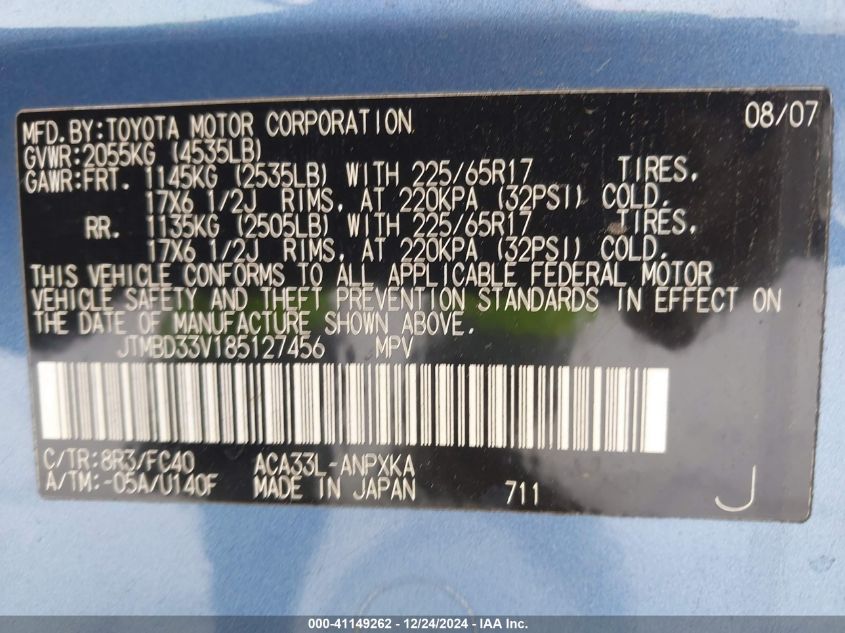 MFD.BY:TOYOTA MOTOR CORPORATION 08/07
GVWR:2055KG (4535LB)
GAWR:FRT. 1145KG (2535LB) WITH 225/65R17 TIRES,
17X6 1/2J RIMS, AT 220KPA (32PSI) COLD.
RR. 1135KG (2505LB) WITH 225/65R17 TIRES,
17X6 1/2J RIMS, AT 220KPA (32PSI) COLD.
THIS VEHICLE CONFORMS TO ALL APPLICABLE FEDERAL MOTOR
VEHICLE SAFETY AND THEFT PREVENTION STANDARDS IN EFFECT ON
THE DATE OF MANUFACTURE SHOWN ABOVE.
JTMBD33V185127456 MPV
C/TR:8R3/FC40 ACA33L-ANPXKA
A/TM:-05A/U140F MADE IN JAPAN 711 J
000-41149262 - 12/24/2024 - IAA Inc.